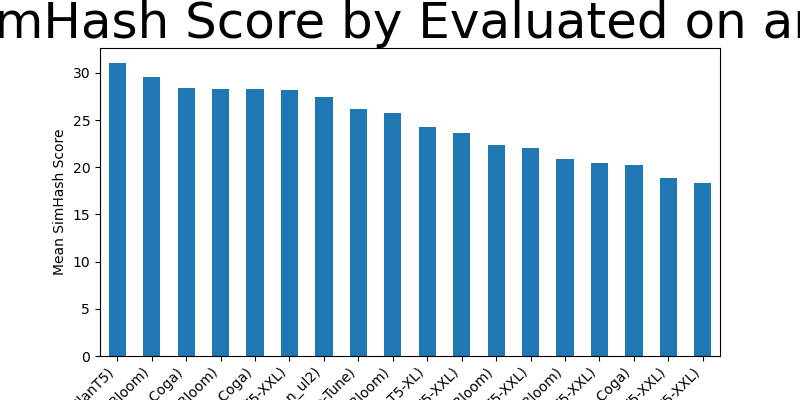 mHash Score by Evaluated on a
Mean SimHash Score
30
25
20
15
10
5
0
lanT5)
Bloom)
Coga)
Bloom)
Coga)
5-XXL)
n_ul2)
-Tune)
Bloom)
T5-XL)
5-XXL)
Bloom)
5-XXL)
Bloom)
5-XXL)
Coga)
5-XXL)
5-XXL)